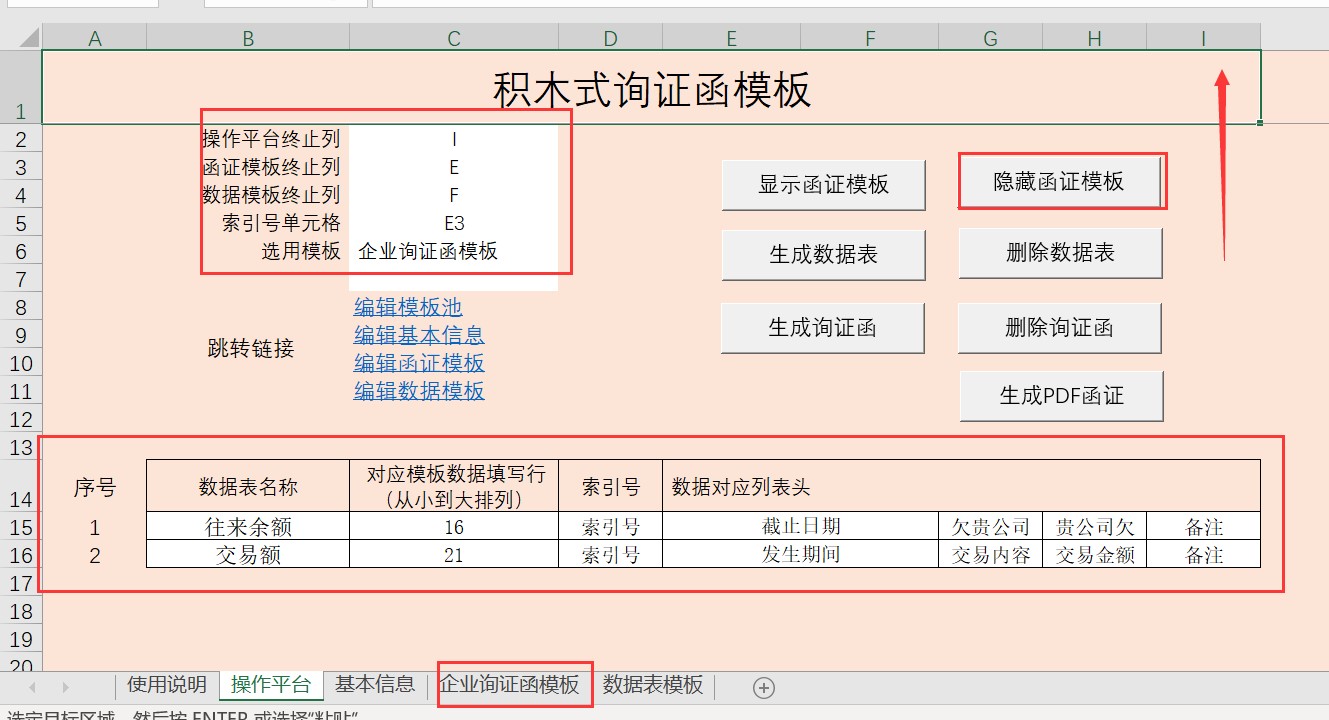 A B C D E F G H I
1 积木式询证函模板
2 操作平台终止列 I
3 函证模板终止列 E
4 数据模板终止列 F
5 索引号单元格 E3
6 选用模板 企业询证函模板
7
显示函证模板 隐藏函证模板
生成数据表 删除数据表
生成询证函 删除询证函
生成PDF函证
8 编辑模板池
9 编辑基本信息
跳转链接
10 编辑函证模板
11 编辑数据模板
12
13
14 序号 数据表名称 对应模板数据填写行 索引号 数据对应列表头
（从小到大排列）
15 1 往来余额 16 索引号 截止日期 欠贵公司 贵公司欠 备注
16 2 交易额 21 索引号 发生期间 交易内容 交易金额 备注
17
18
19
20
使用说明 操作平台 基本信息 企业询证函模板 数据表模板
选定目标区域，然后按 ENTER 或选择“粘贴”